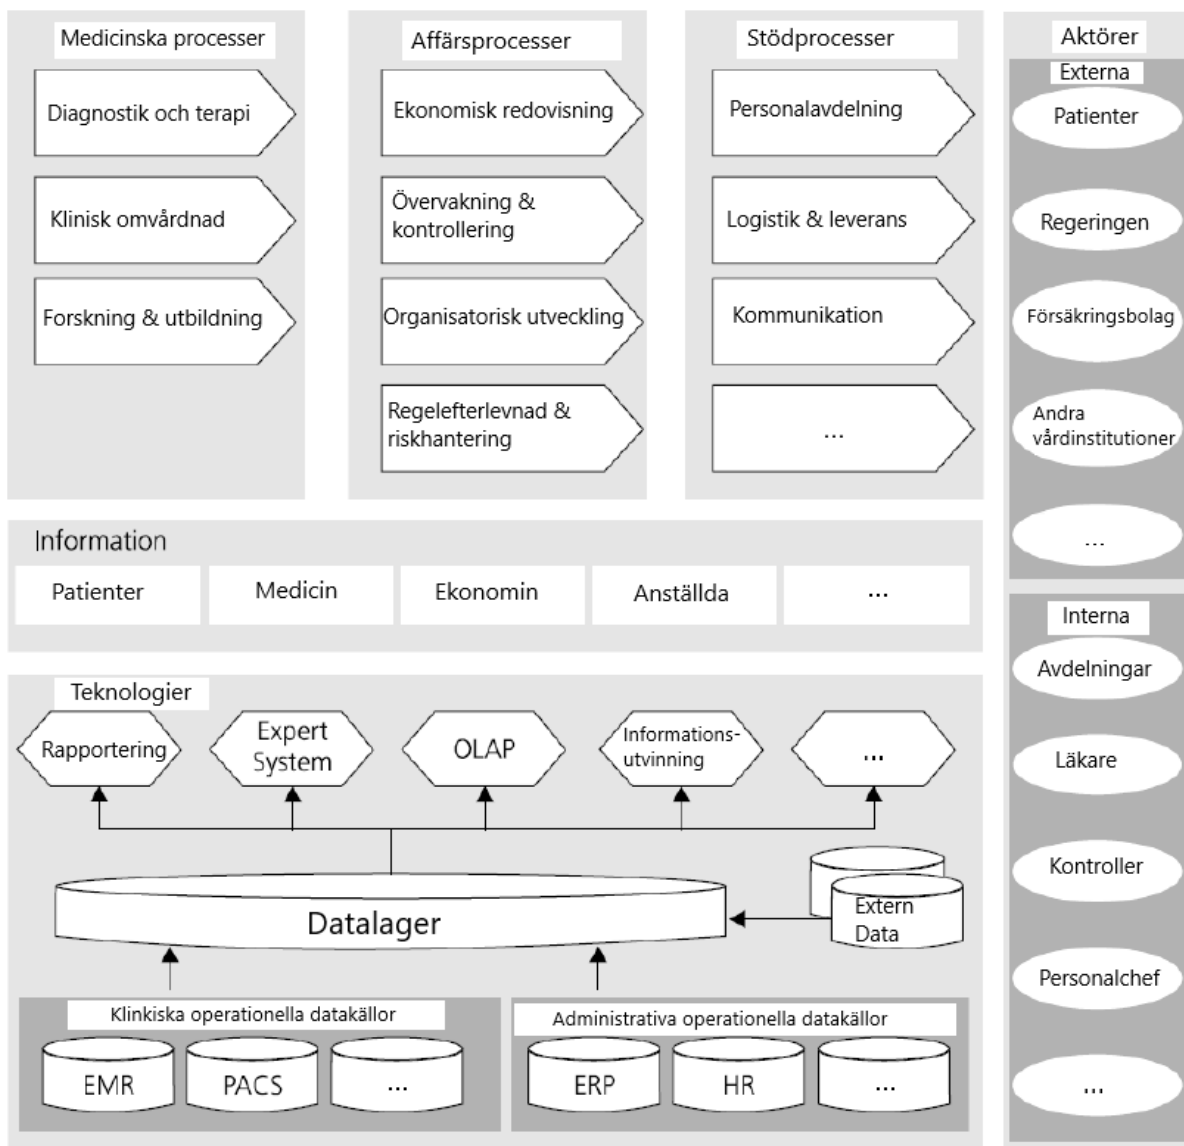 Medicinska processer
Diagnostik och terapi
Klinisk omvårdnad
Forskning & utbildning
Affärsprocesser
Ekonomisk redovisning
Övervakning &
kontrollering
Organisatorisk utveckling
Regelefterlevnad &
riskhantering
Stödprocesser
Personalavdelning
Logistik & leverans
Kommunikation
...
Aktörer
Externa
Patienter
Regeringen
Försäkringsbolag
Andra
vårdinstitutioner
...
Interna
Avdelningar
Läkare
Kontroller
Personalchef
...
Information
Patienter
Medicin
Ekonomin
Anställda
...
Teknologier
Rapportering
Expert
System
OLAP
Informations-
utvinning
...
Datalager
Extern
Data
Klinkiska operationella datakällor
EMR
PACS
...
Administrativa operationella datakällor
ERP
HR
...